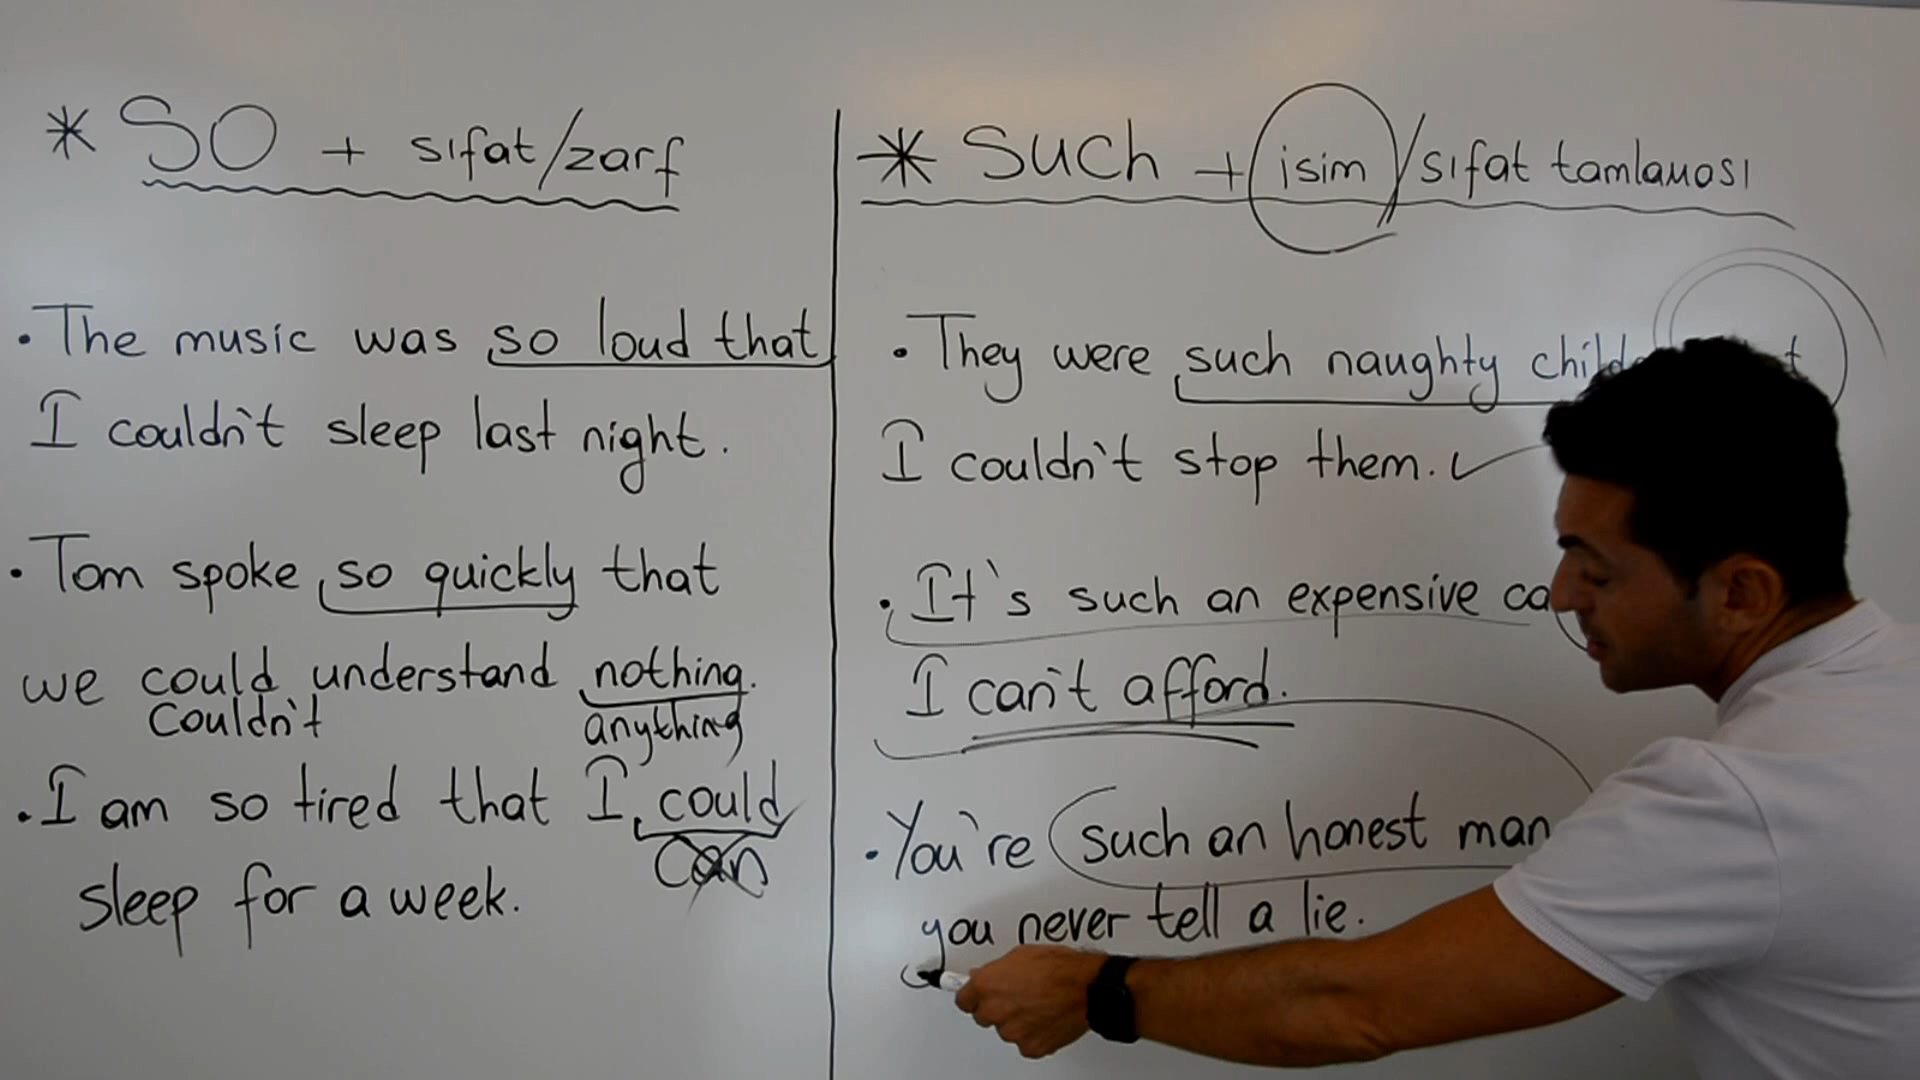 * SO + sıfat/zarf
• The music was so loud that
I couldn't sleep last night.
• Tom spoke so quickly that
we could understand nothing.
couldn't anything
• I am so tired that I could
can
sleep for a week.
* Such + isim/sıfat tamlaması
• They were such naughty
I couldn't stop them.
• It's such an expensive
I can't afford.
• You're such an honest man
you never tell a lie.